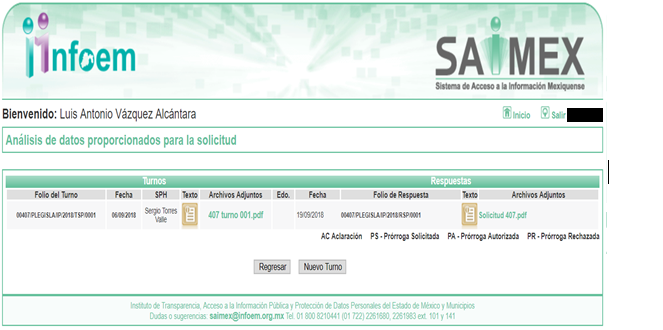 infoem
SAIMEX
Sistema de Acceso a la Información Mexiquense
Bienvenido: Luis Antonio Vázquez Alcántara
Inicio Salir
Análisis de datos proporcionados para la solicitud
Turnos Respuestas
Folio del Turno Fecha SPH Texto Archivos Adjuntos Edo. Fecha Folio de Respuesta Texto Archivos Adjuntos
00407/PLEGISLA/IP/2018/TSP/0001 06/09/2018 Sergio Torres Valle 407 turno 001.pdf 19/09/2018 00407/PLEGISLA/IP/2018/RSP/0001 Solicitud 407.pdf
AC Aclaración PS - Prórroga Solicitada PA - Prórroga Autorizada PR - Prórroga Rechazada
Regresar Nuevo Turno
Instituto de Transparencia, Acceso a la Información Pública y Protección de Datos Personales del Estado de México y Municipios
Dudas o sugerencias: saimex@infoem.org.mx Tel. 01 800 8210441 (01 722) 2261680, 2261983 ext. 101 y 141